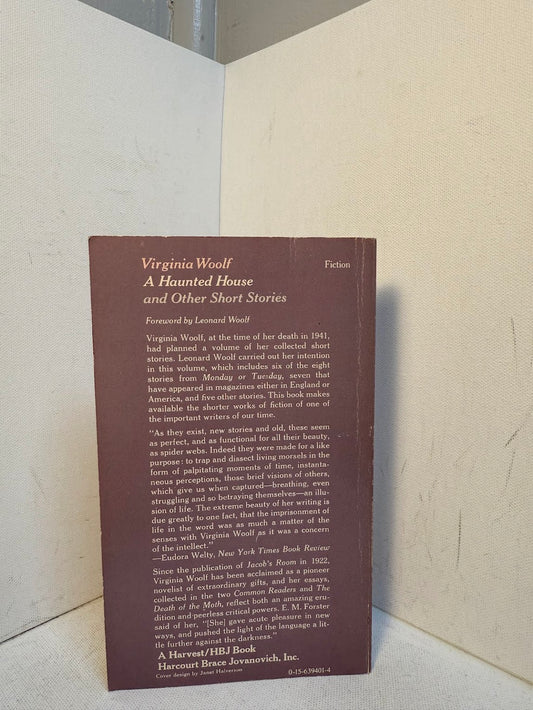 Virginia Woolf
Fiction
A Haunted House
and Other Short Stories
Foreword by Leonard Woolf
Virginia Woolf, at the time of her death in 1941,
had planned a volume of her collected short
stories. Leonard Woolf carried out her intention
in this volume, which includes six of the eight
stories from Monday or Tuesday, seven that
have appeared in magazines either in England or
America, and five other stories. This book makes
available the shorter works of fiction of one of
the important writers of our time.
"As they exist, new stories and old, these seem
as perfect, and as functional for all their beauty,
as spider webs. Indeed they were made for a like
purpose: to trap and dissect living morsels in the
form of palpitating moments of time, instanta-
neous perceptions, those brief visions of others,
which give us when captured—breathing, even
struggling and so betraying themselves—an illu-
sion of life. The extreme beauty of her writing is
due greatly to one fact, that the imprisonment of
life in the word was as much a matter of the
senses with Virginia Woolf as it was a concern
of the intellect."
—Eudora Welty, New York Times Book Review
Since the publication of Jacob's Room in 1922,
Virginia Woolf has been acclaimed as a pioneer
novelist of extraordinary gifts, and her essays,
collected in the two Common Readers and The
Death of the Moth, reflect both an amazing eru-
dition and peerless critical powers. E. M. Forster
said of her, "[She] gave acute pleasure in new
ways, and pushed the light of the language a lit-
tle further against the darkness."
A Harvest/HBJ Book
Harcourt Brace Jovanovich, Inc.
Cover design by Janet Halverson
0-15-639401-4